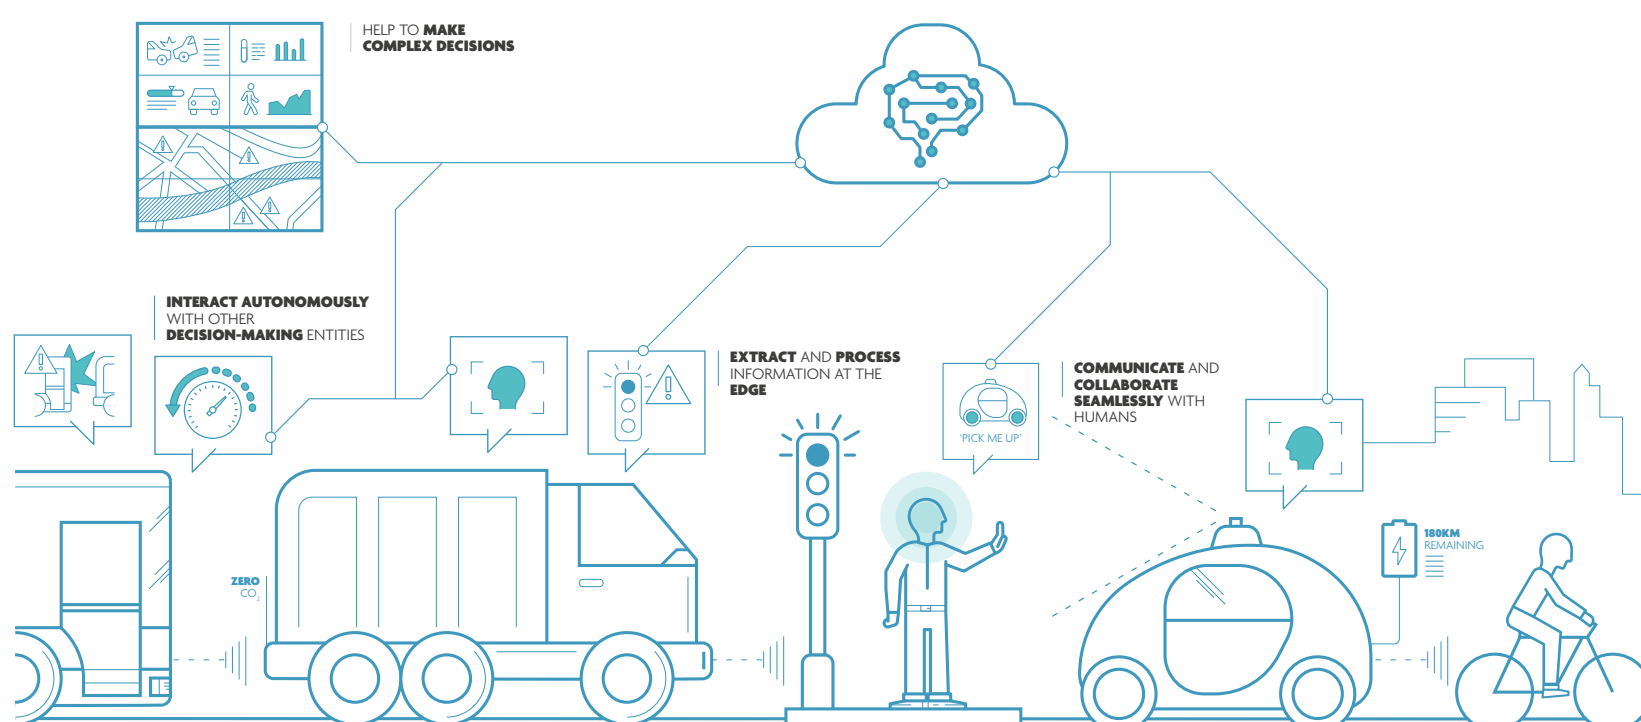 HELP TO MAKE
COMPLEX DECISIONS
INTERACT AUTONOMOUSLY
WITH OTHER
DECISION-MAKING ENTITIES
EXTRACT AND PROCESS
INFORMATION AT THE
EDGE
COMMUNICATE AND
COLLABORATE
SEAMLESSLY WITH
HUMANS
'PICK ME UP'
180KM
REMAINING
ZERO
CO₂